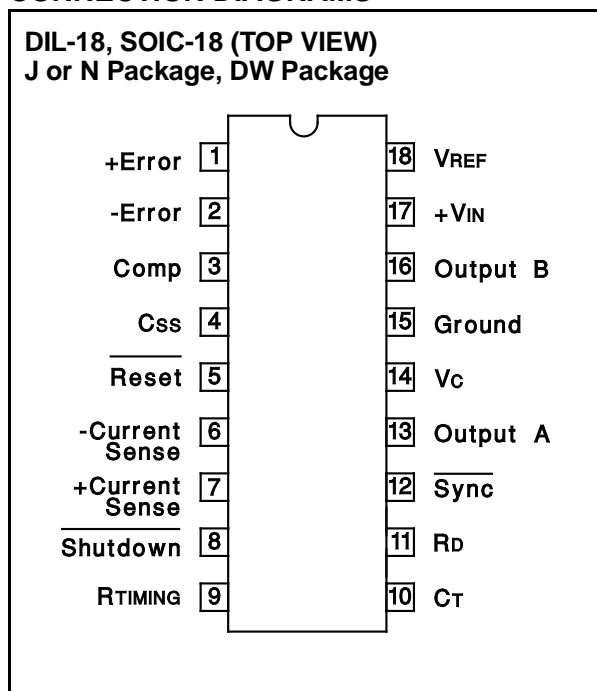 CONNECTION DIAGRAMS
DIL-18, SOIC-18 (TOP VIEW)
J or N Package, DW Package
+Error 1
-Error 2
Comp 3
Css 4
Reset 5
-Current Sense 6
+Current Sense 7
Shutdown 8
RTIMING 9
18 VREF
17 +VIN
16 Output B
15 Ground
14 Vc
13 Output A
12 Sync
11 RD
10 CT